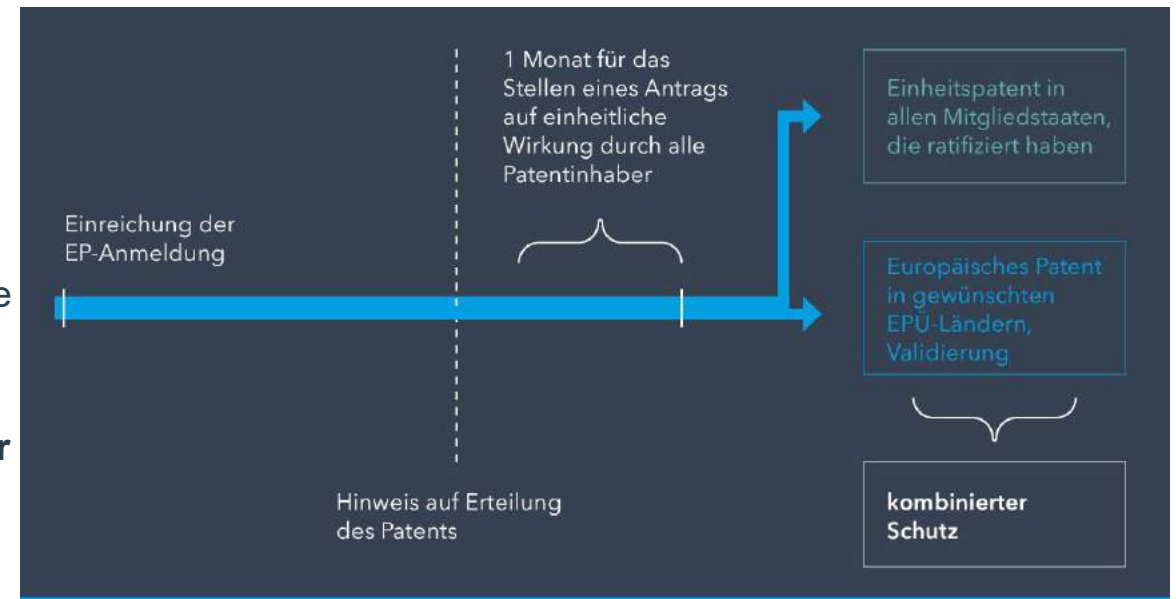 Einreichung der
EP-Anmeldung
1 Monat für das
Stellen eines Antrags
auf einheitliche
Wirkung durch alle
Patentinhaber
Hinweis auf Erteilung
des Patents
Einheitspatent in
allen Mitgliedstaaten,
die ratifiziert haben
Europäisches Patent
in gewünschten
EPÜ-Ländern,
Validierung
kombinierter
Schutz